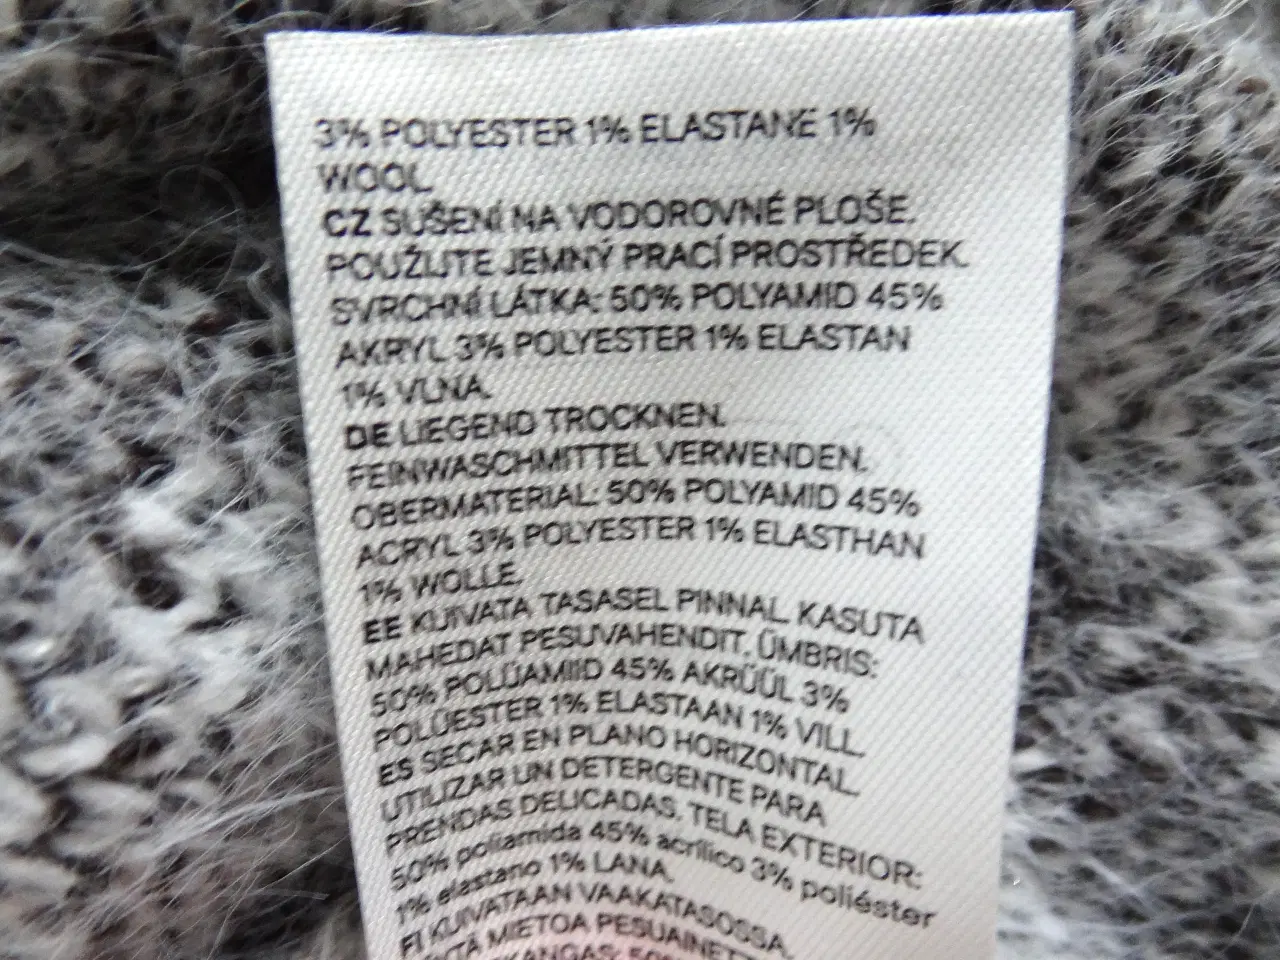 3% POLYESTER 1% ELASTANE 1%
WOOL
CZ SUŠENÍ NA VODOROVNÉ PLOŠE.
POUŽIJTE JEMNÝ PRACÍ PROSTŘEDEK.
SVRCHNÍ LÁTKA: 50% POLYAMID 45%
AKRYL 3% POLYESTER 1% ELASTAN
1% VLNA.
DE LIEGEND TROCKNEN.
FEINWASCHMITTEL VERWENDEN.
OBERMATERIAL: 50% POLYAMID 45%
ACRYL 3% POLYESTER 1% ELASTHAN
1% WOLLE.
EE KUIVATA TASASEL PINNAL. KASUTA
MAHEDAT PESUVAHENDIT. ÜMBRIS:
50% POLÜAMIID 45% AKRÜÜL 3%
POLÜESTER 1% ELASTAAN 1% VILL.
ES SECAR EN PLANO HORIZONTAL.
UTILIZAR UN DETERGENTE PARA
PRENDAS DELICADAS. TELA EXTERIOR:
50% poliamida 45% acrílico 3% poliéster
1% elastano 1% LANA.
FI KUIVATAAN VAAKATASOSSA.
MIETOA